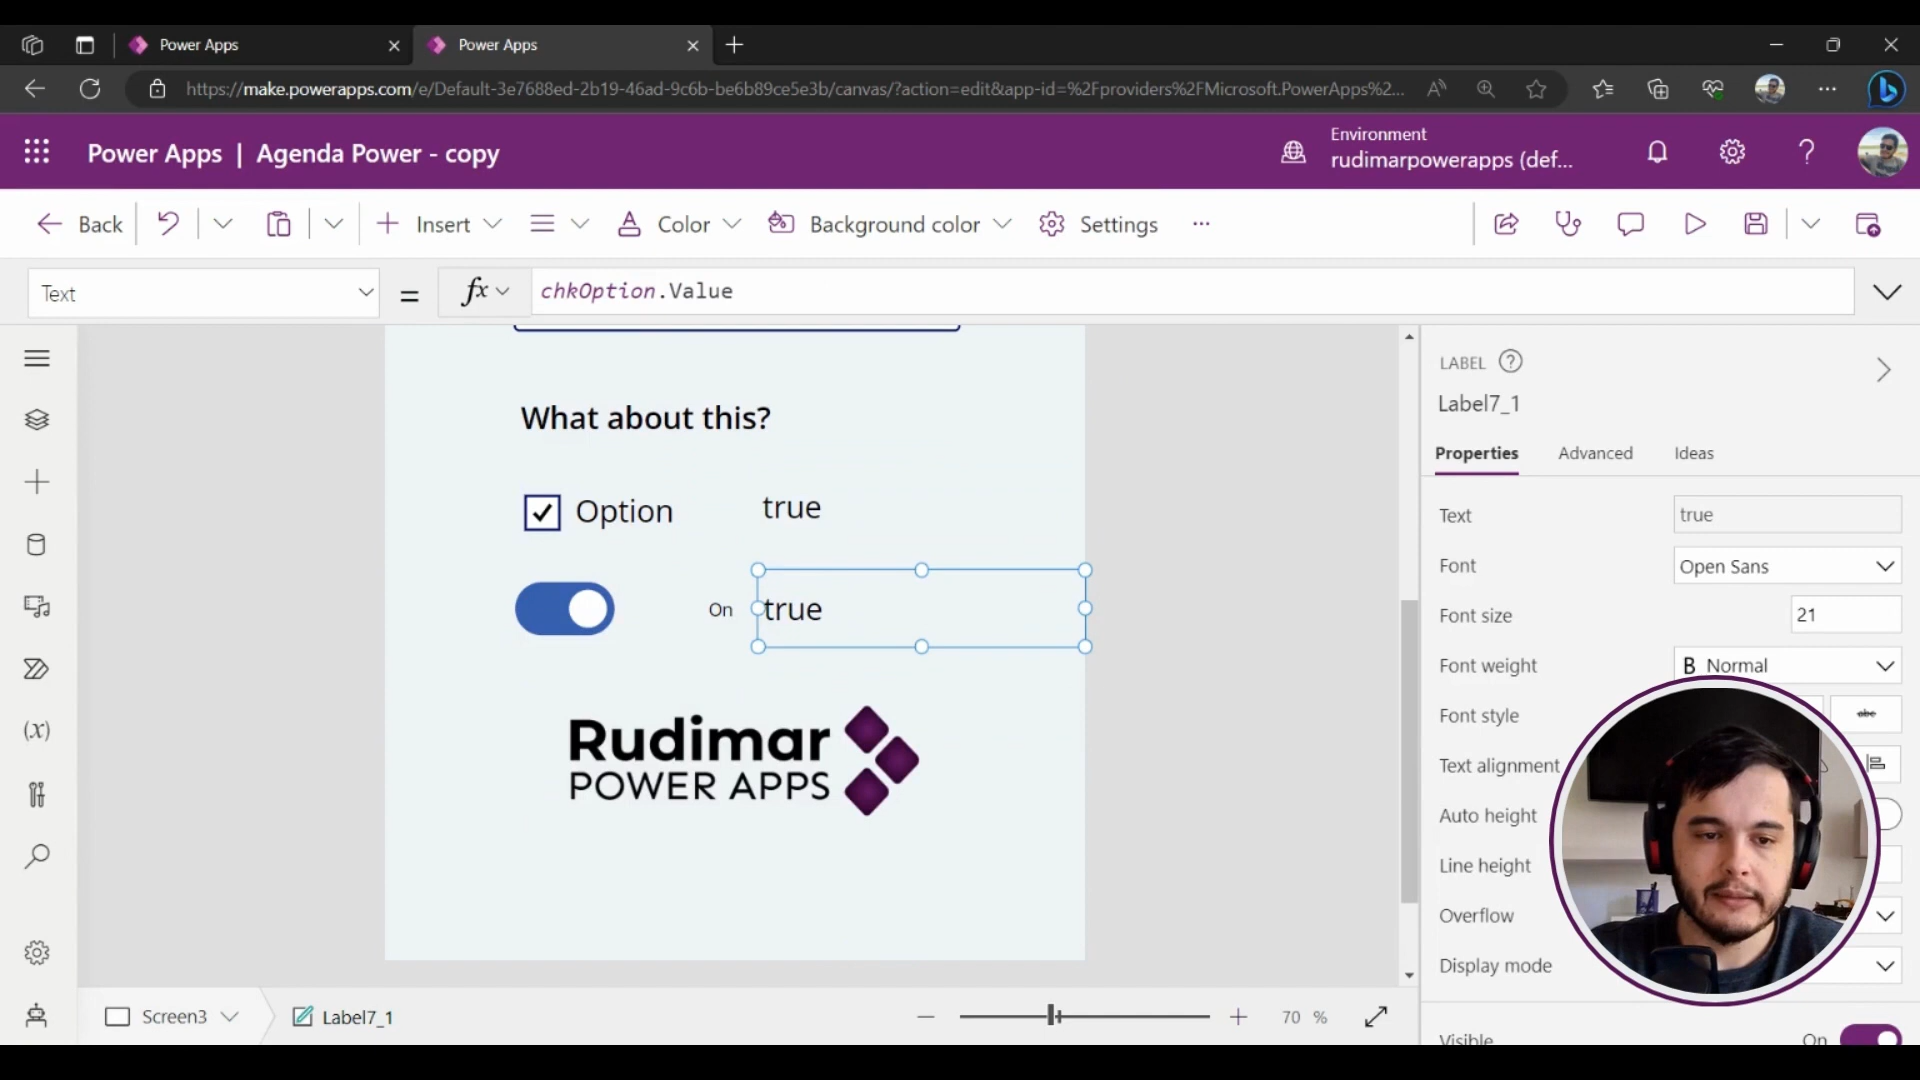 Power Apps
Power Apps
https://make.powerapps.com/e/Default-3e7688ed-2b19-46ad-9c6b-be6b89ce5e3b/canvas/?action=edit&app-id=%2Fproviders%2FMicrosoft.PowerApps%2...
Power Apps | Agenda Power - copy
Environment
rudimarpowerapps (def...
Back
Insert
Color
Background color
Settings
Text
=
fx
chkOption.Value
What about this?
Option
true
On
true
Rudimar
POWER APPS
LABEL
Label7_1
Properties
Advanced
Ideas
Text
true
Font
Open Sans
Font size
21
Font weight
B Normal
Font style
abc
Text alignment
Auto height
Line height
Overflow
Display mode
Visible
On
Screen3
Label7_1
70 %